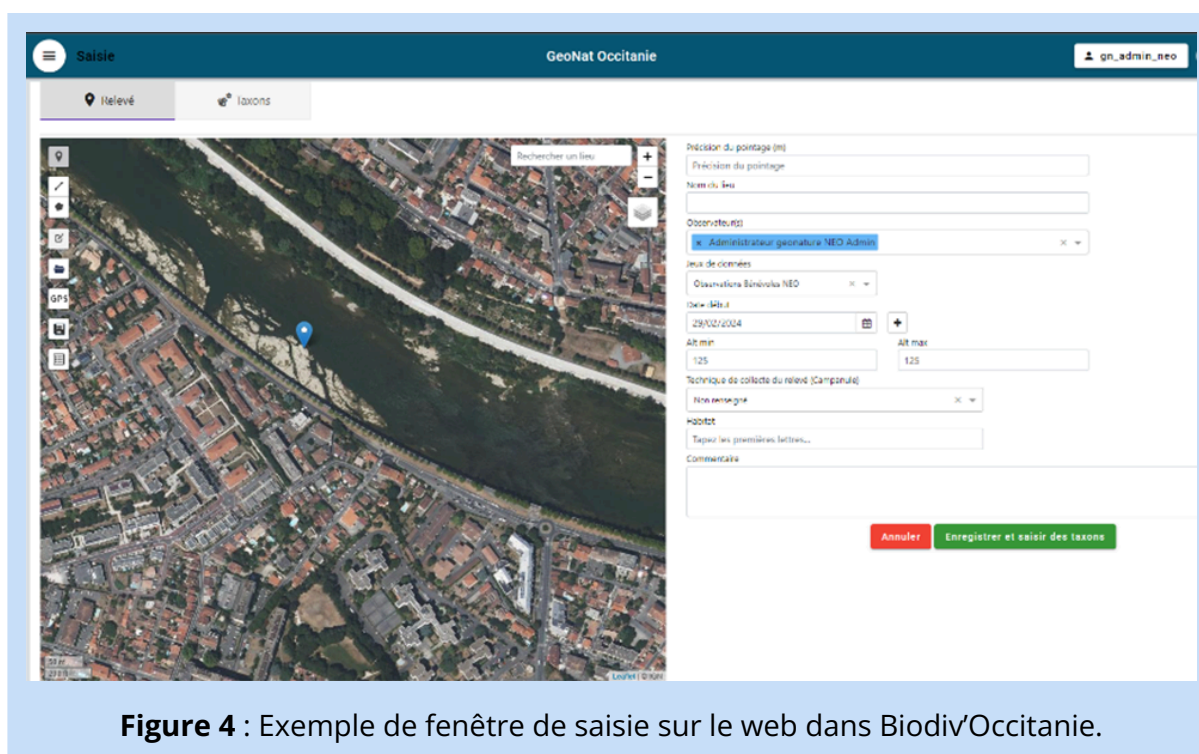 Saisie
GeoNat Occitanie
gn_admin_neo
Relevé
Taxons
Rechercher un lieu
+
−
GPS
50 m
Leaflet
Précision du pointage (m)
Précision du pointage
Nom du lieu
Observateur(s)
× Administrateur geonature NEO Admin
Jeux de données
Observations Bénévoles NEO
Date début
29/02/2024
Alt min
Alt max
125
125
Technique de collecte du relevé (Campanule)
Non renseigné
Habitat
Tapez les premières lettres...
Commentaire
Annuler
Enregistrer et saisir des taxons
Figure 4 : Exemple de fenêtre de saisie sur le web dans Biodiv’Occitanie.